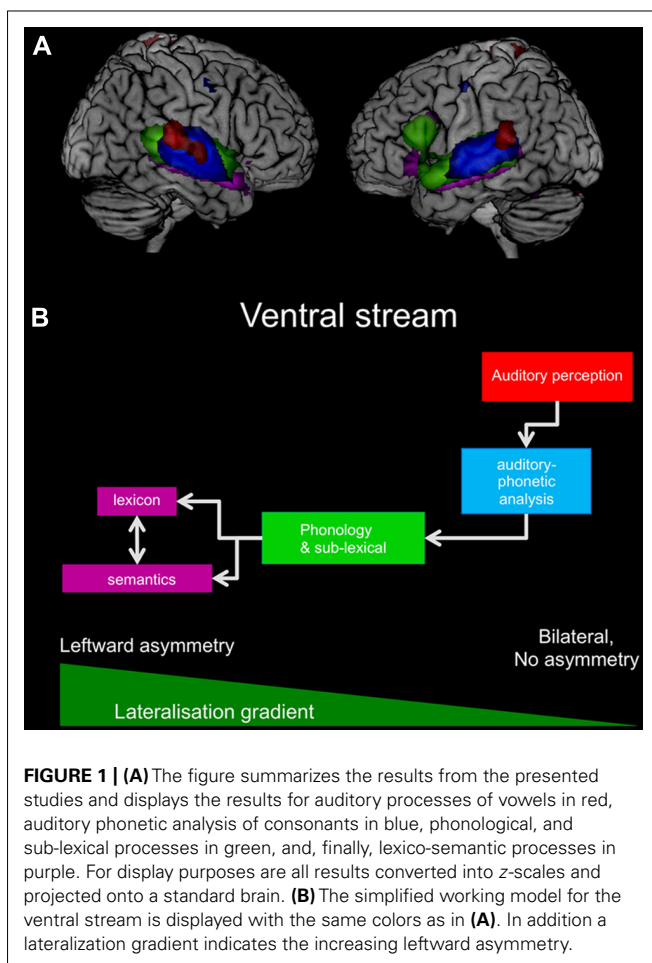 A
B
Ventral stream
Auditory perception
auditory-
phonetic
analysis
lexicon
Phonology
& sub-lexical
semantics
Leftward asymmetry
Bilateral,
No asymmetry
Lateralisation gradient
FIGURE 1 | (A) The figure summarizes the results from the presented
studies and displays the results for auditory processes of vowels in red,
auditory phonetic analysis of consonants in blue, phonological, and
sub-lexical processes in green, and, finally, lexico-semantic processes in
purple. For display purposes are all results converted into z-scales and
projected onto a standard brain. (B) The simplified working model for the
ventral stream is displayed with the same colors as in (A). In addition a
lateralization gradient indicates the increasing leftward asymmetry.